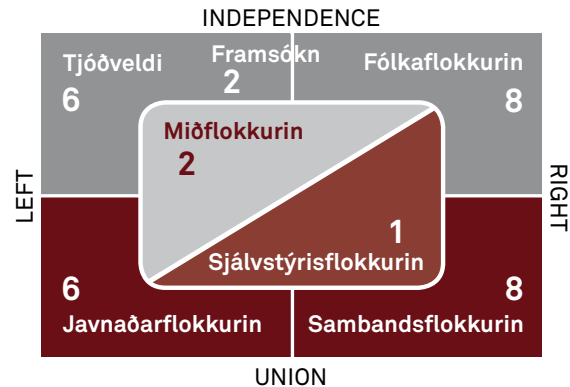 INDEPENDENCE
Tjóðveldi
6
Framsókn
2
Fólkaflokkurin
8
Miðflokkurin
2
LEFT
RIGHT
1
Sjálvstýrisflokkurin
6
Javnaðarflokkurin
8
Sambandsflokkurin
UNION